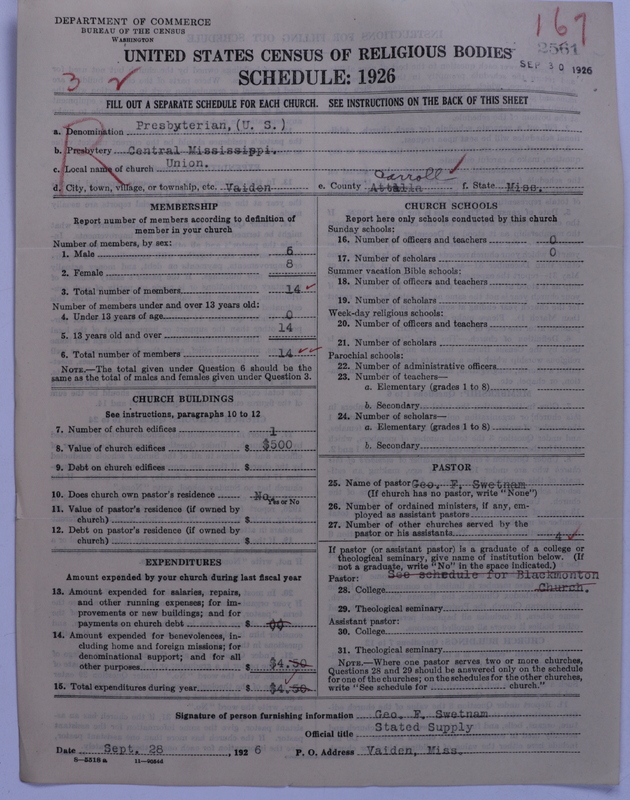 DEPARTMENT OF COMMERCE
BUREAU OF THE CENSUS
WASHINGTON
167
2561
SEP 30 1926
UNITED STATES CENSUS OF RELIGIOUS BODIES
3
SCHEDULE: 1926
FILL OUT A SEPARATE SCHEDULE FOR EACH CHURCH. SEE INSTRUCTIONS ON THE BACK OF THIS SHEET
R
a. Denomination Presbyterian, (U. S.)
b. Presbytery Central Mississippi.
c. Local name of church Union.
d. City, town, village, or township, etc. Vaiden e. County Attala Carroll f. State Miss.
MEMBERSHIP
Report number of members according to definition of
member in your church
Number of members, by sex:
1. Male 6
2. Female 8
3. Total number of members 14
Number of members under and over 13 years old:
4. Under 13 years of age 0
5. 13 years old and over 14
6. Total number of members 14
NOTE.—The total given under Question 6 should be the
same as the total of males and females given under Question 3.
CHURCH BUILDINGS
See instructions, paragraphs 10 to 12
7. Number of church edifices 1
8. Value of church edifices $ $500
9. Debt on church edifices $
10. Does church own pastor's residence No
Yes or No
11. Value of pastor's residence (if owned by
church) $
12. Debt on pastor's residence (if owned by
church) $
EXPENDITURES
Amount expended by your church during last fiscal year
13. Amount expended for salaries, repairs,
and other running expenses; for im-
provements or new buildings; and for
payments on church debt $
14. Amount expended for benevolences, in-
cluding home and foreign missions; for
denominational support; and for all
other purposes $ $4.50
15. Total expenditures during year $ $4.50
CHURCH SCHOOLS
Report here only schools conducted by this church
Sunday schools:
16. Number of officers and teachers 0
17. Number of scholars 0
Summer vacation Bible schools:
18. Number of officers and teachers
19. Number of scholars
Week-day religious schools:
20. Number of officers and teachers
21. Number of scholars
Parochial schools:
22. Number of administrative officers
23. Number of teachers—
a. Elementary (grades 1 to 8)
b. Secondary
24. Number of scholars—
a. Elementary (grades 1 to 8)
b. Secondary
PASTOR
25. Name of pastor Geo. F. Swetnam
(If church has no pastor, write "None")
26. Number of ordained ministers, if any, em-
ployed as assistant pastors
27. Number of other churches served by the
pastor or his assistants 4
If pastor (or assistant pastor) is a graduate of a college or
theological seminary, give name of institution below. (If
not a graduate, write "No" in the space indicated.)
Pastor: See schedule for Blackmonton
28. College Church.
29. Theological seminary
Assistant pastor:
30. College
31. Theological seminary
NOTE.—Where one pastor serves two or more churches,
Questions 28 and 29 should be answered only on the schedule
for one of the churches; on the schedules for the other churches,
write "See schedule for church."
Signature of person furnishing information Geo. F. Swetnam
Official title Stated Supply
Date Sept. 28 1926 P. O. Address Vaiden, Miss.
8—5518a